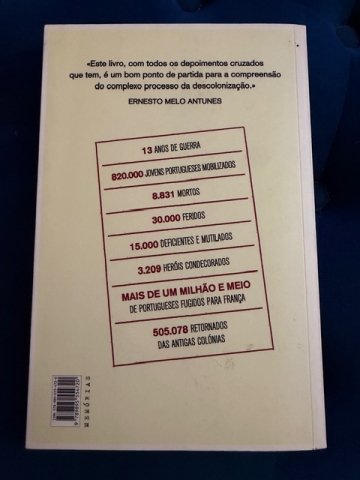 «Este livro, com todos os depoimentos cruzados
que tem, é um bom ponto de partida para a compreensão
do complexo processo da descolonização.»
ERNESTO MELO ANTUNES
13 ANOS DE GUERRA
820.000 JOVENS PORTUGUESES MOBILIZADOS
8.831 MORTOS
30.000 FERIDOS
15.000 DEFICIENTES E MUTILADOS
3.209 HERÓIS CONDECORADOS
MAIS DE UM MILHÃO E MEIO
DE PORTUGUESES FUGIDOS PARA FRANÇA
505.078 RETORNADOS
DAS ANTIGAS COLÓNIAS
MEMÓRIAS